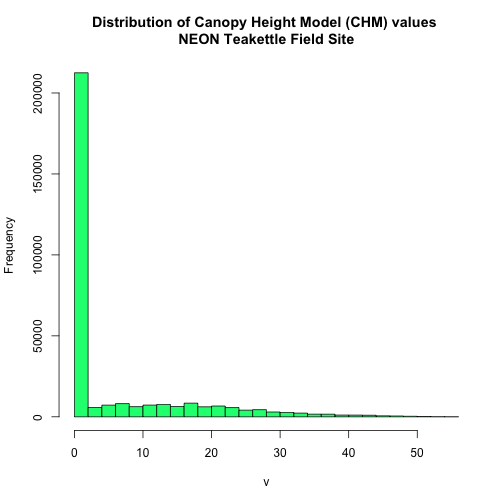 Distribution of Canopy Height Model (CHM) values
NEON Teakettle Field Site
200000
150000
100000
50000
0
Frequency
0 10 20 30 40 50
v